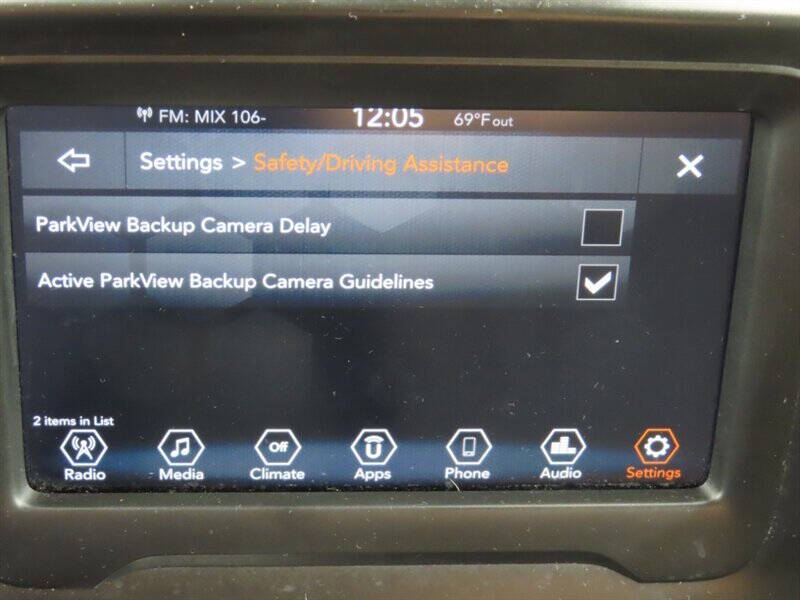 FM: MIX 106- 12:05 69°F out
Settings > Safety/Driving Assistance
ParkView Backup Camera Delay
Active ParkView Backup Camera Guidelines
2 items in List
Off
Radio Media Climate Apps Phone Audio Settings